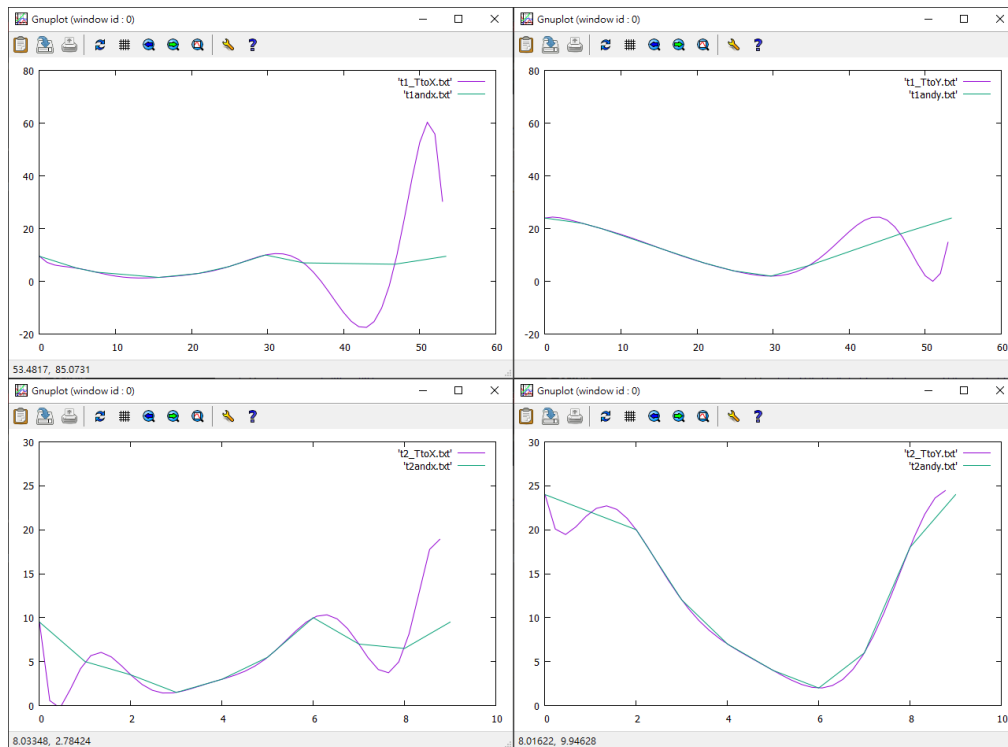 Gnuplot (window id : 0)
80
60
40
20
0
-20
0 10 20 30 40 50 60
't1_TtoX.txt'
't1andx.txt'
53.4817, 85.0731
Gnuplot (window id : 0)
80
60
40
20
0
-20
0 10 20 30 40 50 60
't1_TtoY.txt'
't1andy.txt'
Gnuplot (window id : 0)
30
25
20
15
10
5
0
0 2 4 6 8 10
't2_TtoX.txt'
't2andx.txt'
8.03348, 2.78424
Gnuplot (window id : 0)
30
25
20
15
10
5
0
0 2 4 6 8 10
't2_TtoY.txt'
't2andy.txt'
8.01622, 9.94628